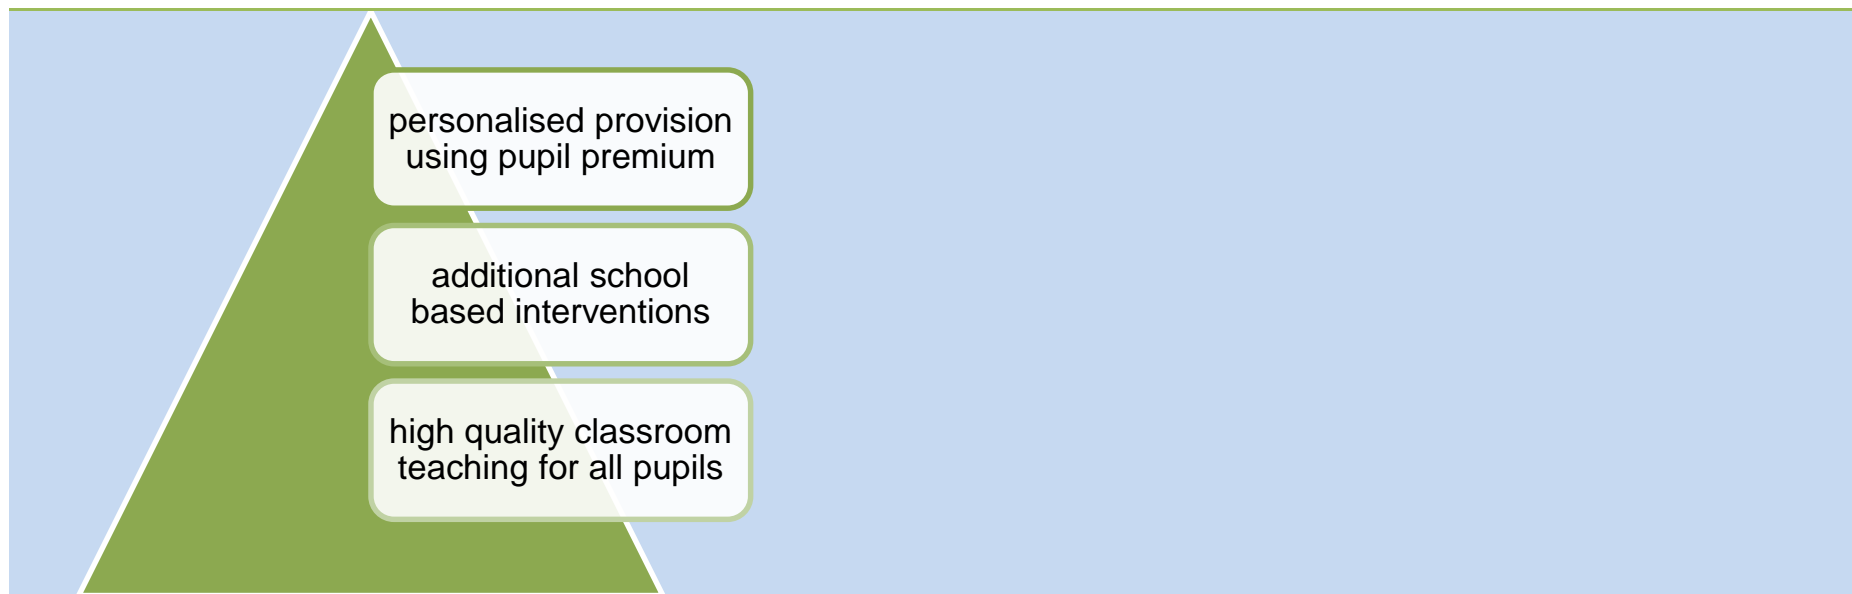 personalised provision
using pupil premium
additional school
based interventions
high quality classroom
teaching for all pupils